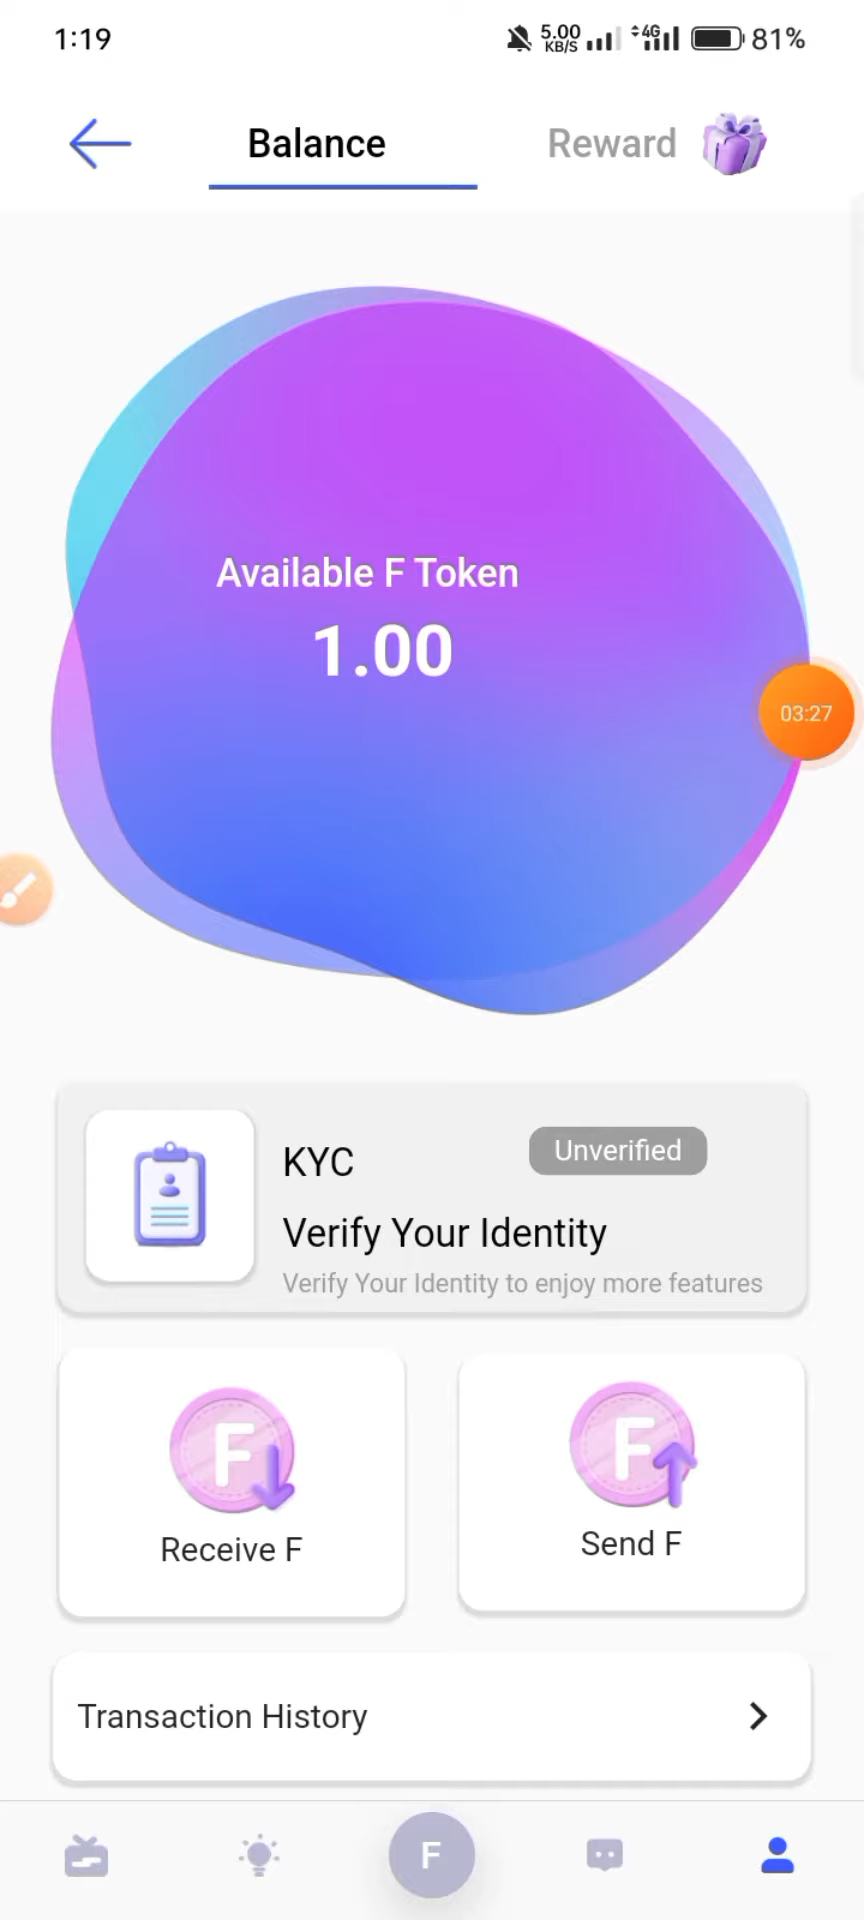 1:19
5.00 KB/S 4G 81%
Balance
Reward
Available F Token
1.00
03:27
KYC
Unverified
Verify Your Identity
Verify Your Identity to enjoy more features
F
F
Receive F
Send F
Transaction History
F